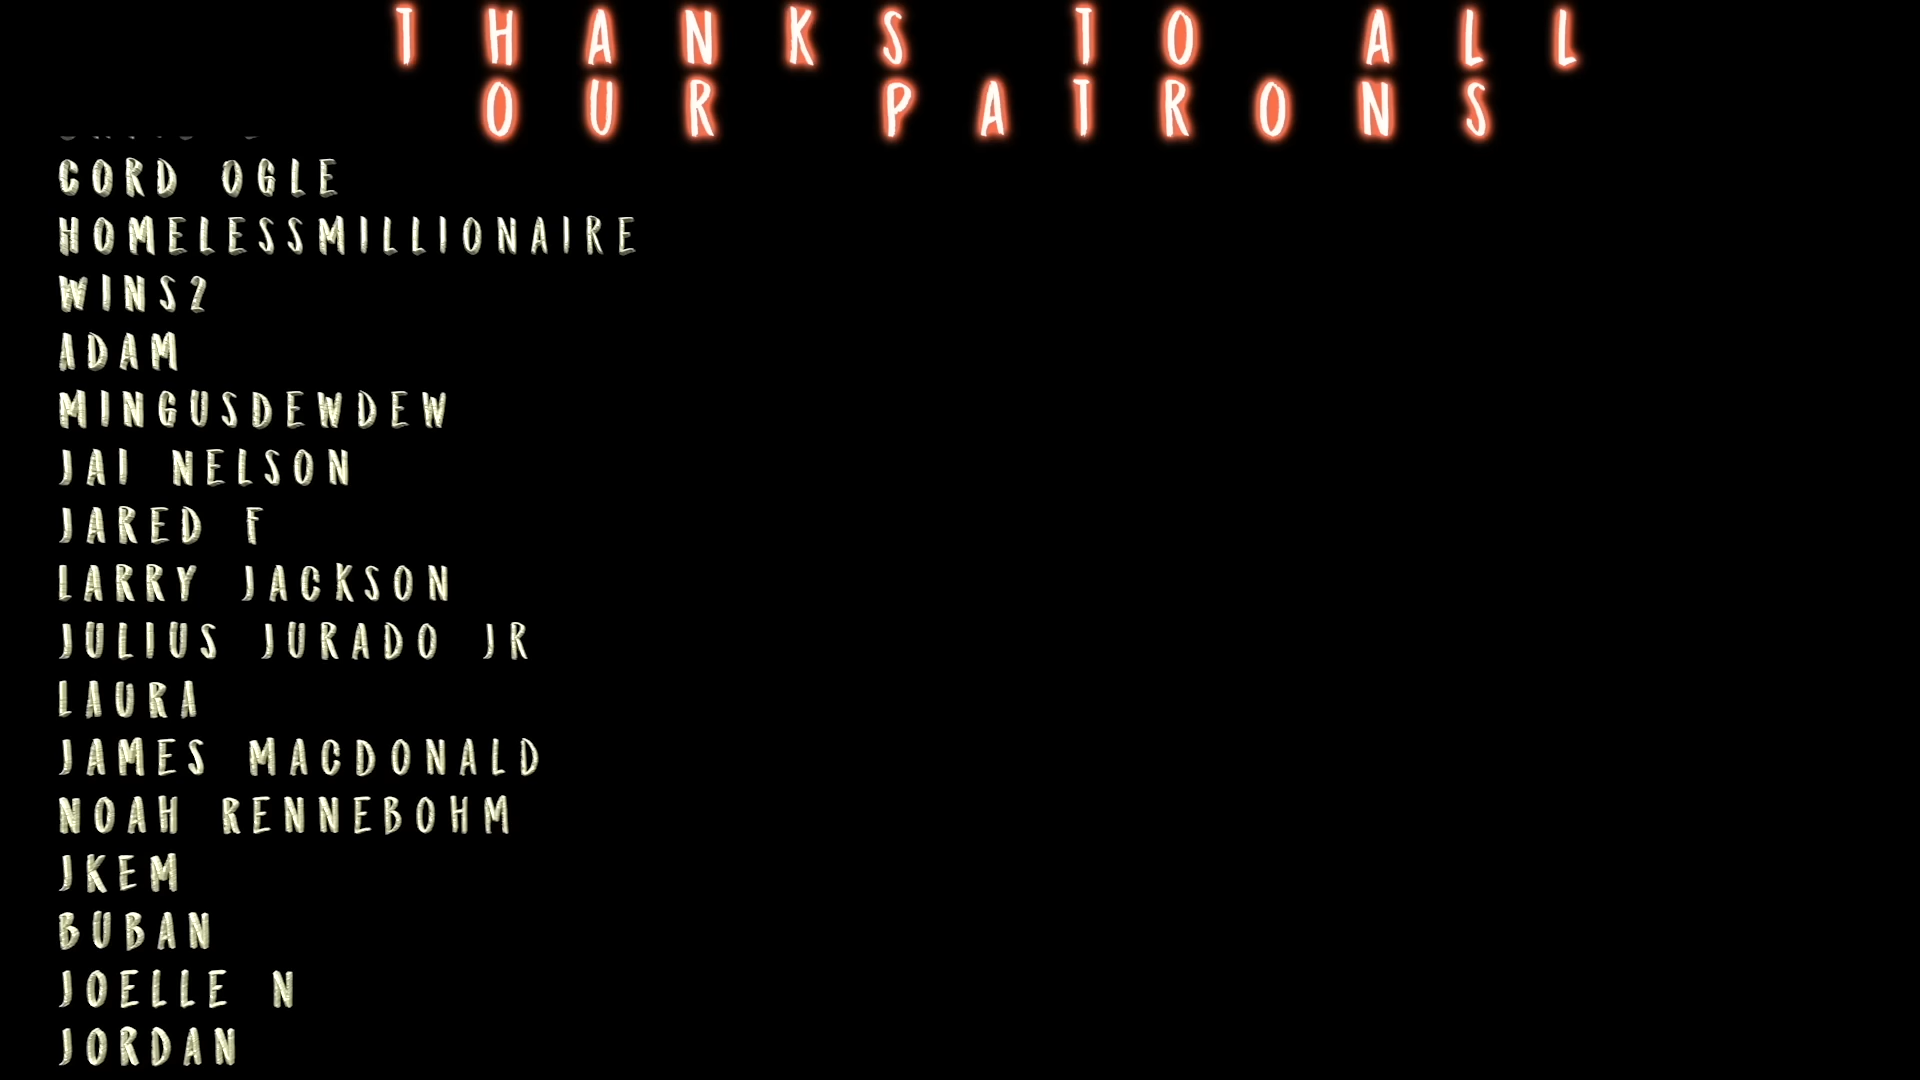 THANKS TO ALL
OUR PATRONS
CORD OGLE
HOMELESSMILLIONAIRE
WINS2
ADAM
MINGUSDEWDEW
JAI NELSON
JARED F
LARRY JACKSON
JULIUS JURADO JR
LAURA
JAMES MACDONALD
NOAH RENNEBOHM
JKEM
BUBAN
JOELLE N
JORDAN